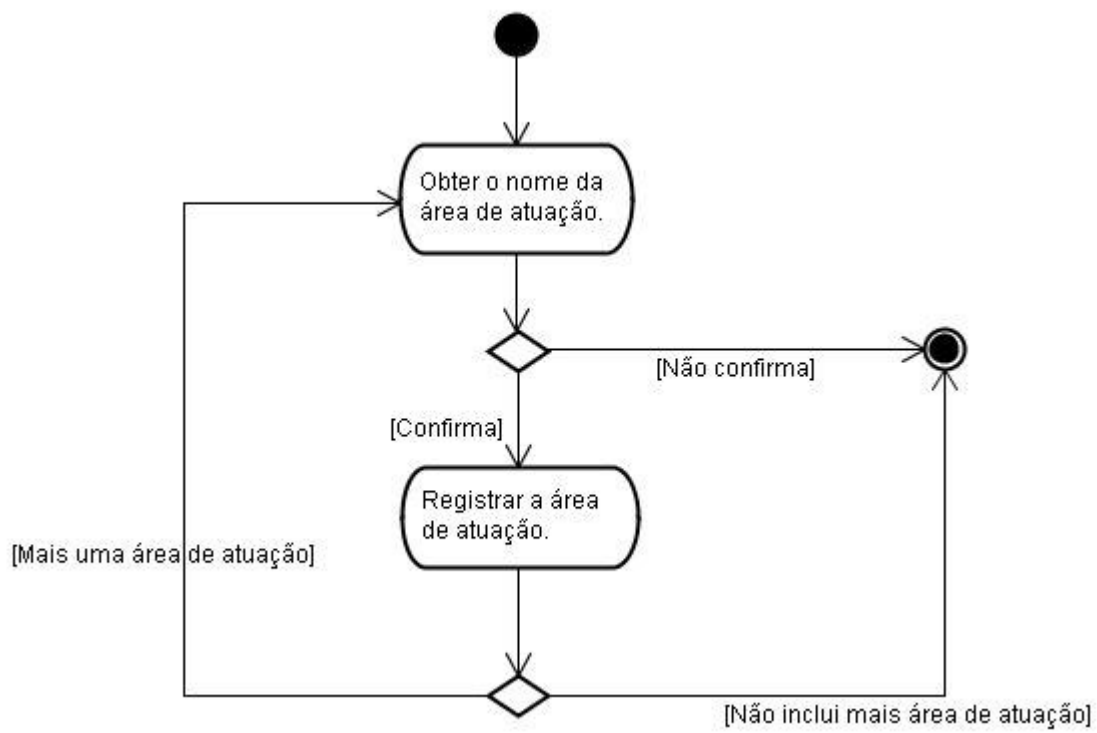 Obter o nome da
área de atuação.
[Não confirma]
[Confirma]
Registrar a área
de atuação.
[Mais uma área de atuação]
[Não inclui mais área de atuação]